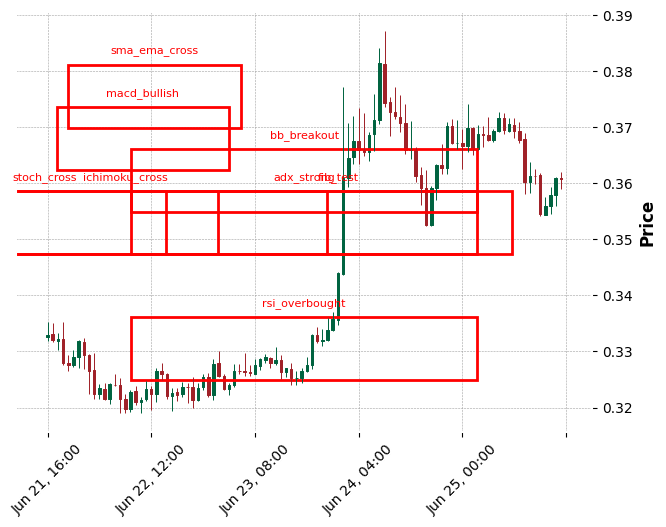 sma_ema_cross
macd_bullish
bb_breakout
stoch_cross
ichimoku_cross
adx_strong
rsi_overbought
0.39
0.38
0.37
0.36
0.35
0.34
0.33
0.32
Price
Jun 21, 16:00
Jun 22, 12:00
Jun 23, 08:00
Jun 24, 04:00
Jun 25, 00:00